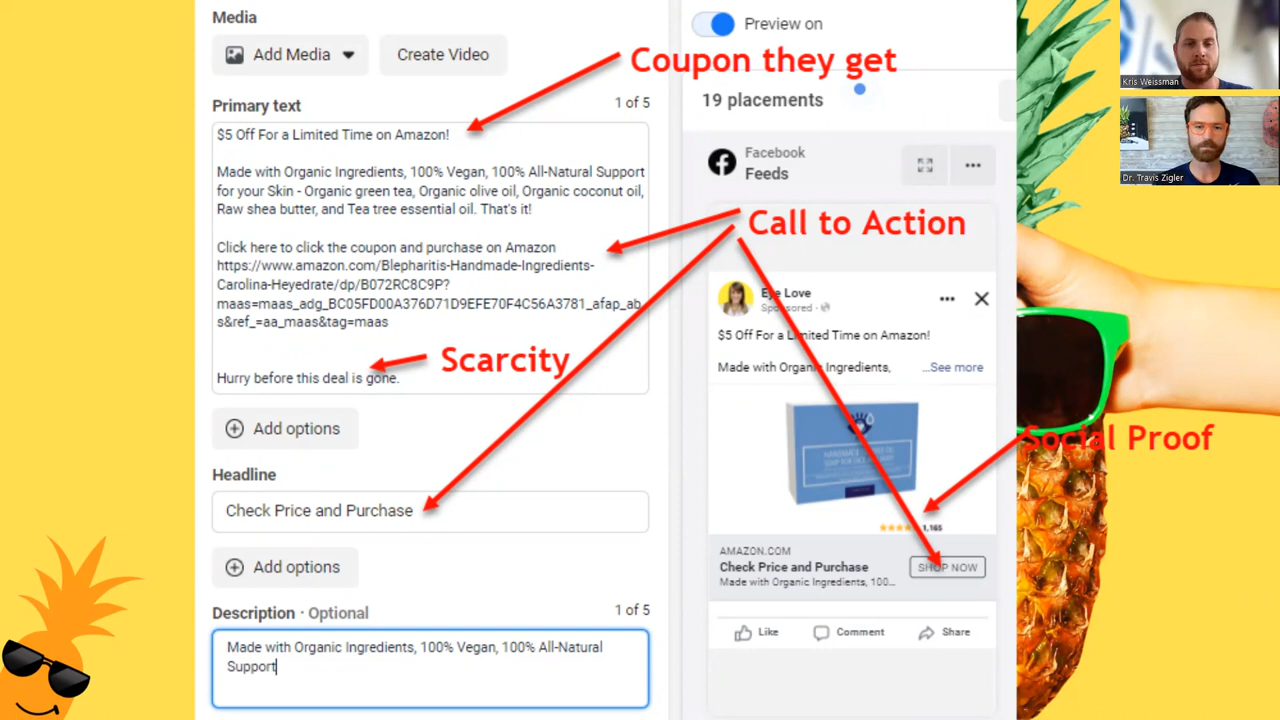 Media
Add Media
Create Video
Primary text
1 of 5
$5 Off For a Limited Time on Amazon!
Made with Organic Ingredients, 100% Vegan, 100% All-Natural Support
for your Skin - Organic green tea, Organic olive oil, Organic coconut oil,
Raw shea butter, and Tea tree essential oil. That's it!
Click here to click the coupon and purchase on Amazon
https://www.amazon.com/Blepharitis-Handmade-Ingredients-
Carolina-Heyedrate/dp/B072RC8C9P?
maas=maas_adg_BC05FD00A376D71D9EFE70F4C56A3781_afap_ab
s&ref_=aa_maas&tag=maas
Hurry before this deal is gone.
Add options
Headline
Check Price and Purchase
Add options
Description · Optional
1 of 5
Made with Organic Ingredients, 100% Vegan, 100% All-Natural
Support
Coupon they get
Call to Action
Scarcity
Social Proof
Preview on
19 placements
Facebook
Feeds
Eye Love
Sponsored ·
$5 Off For a Limited Time on Amazon!
Made with Organic Ingredients,
...See more
1,165
AMAZON.COM
Check Price and Purchase
Made with Organic Ingredients, 100...
SHOP NOW
Like
Comment
Share
Kris Weissman
Dr. Travis Zigler